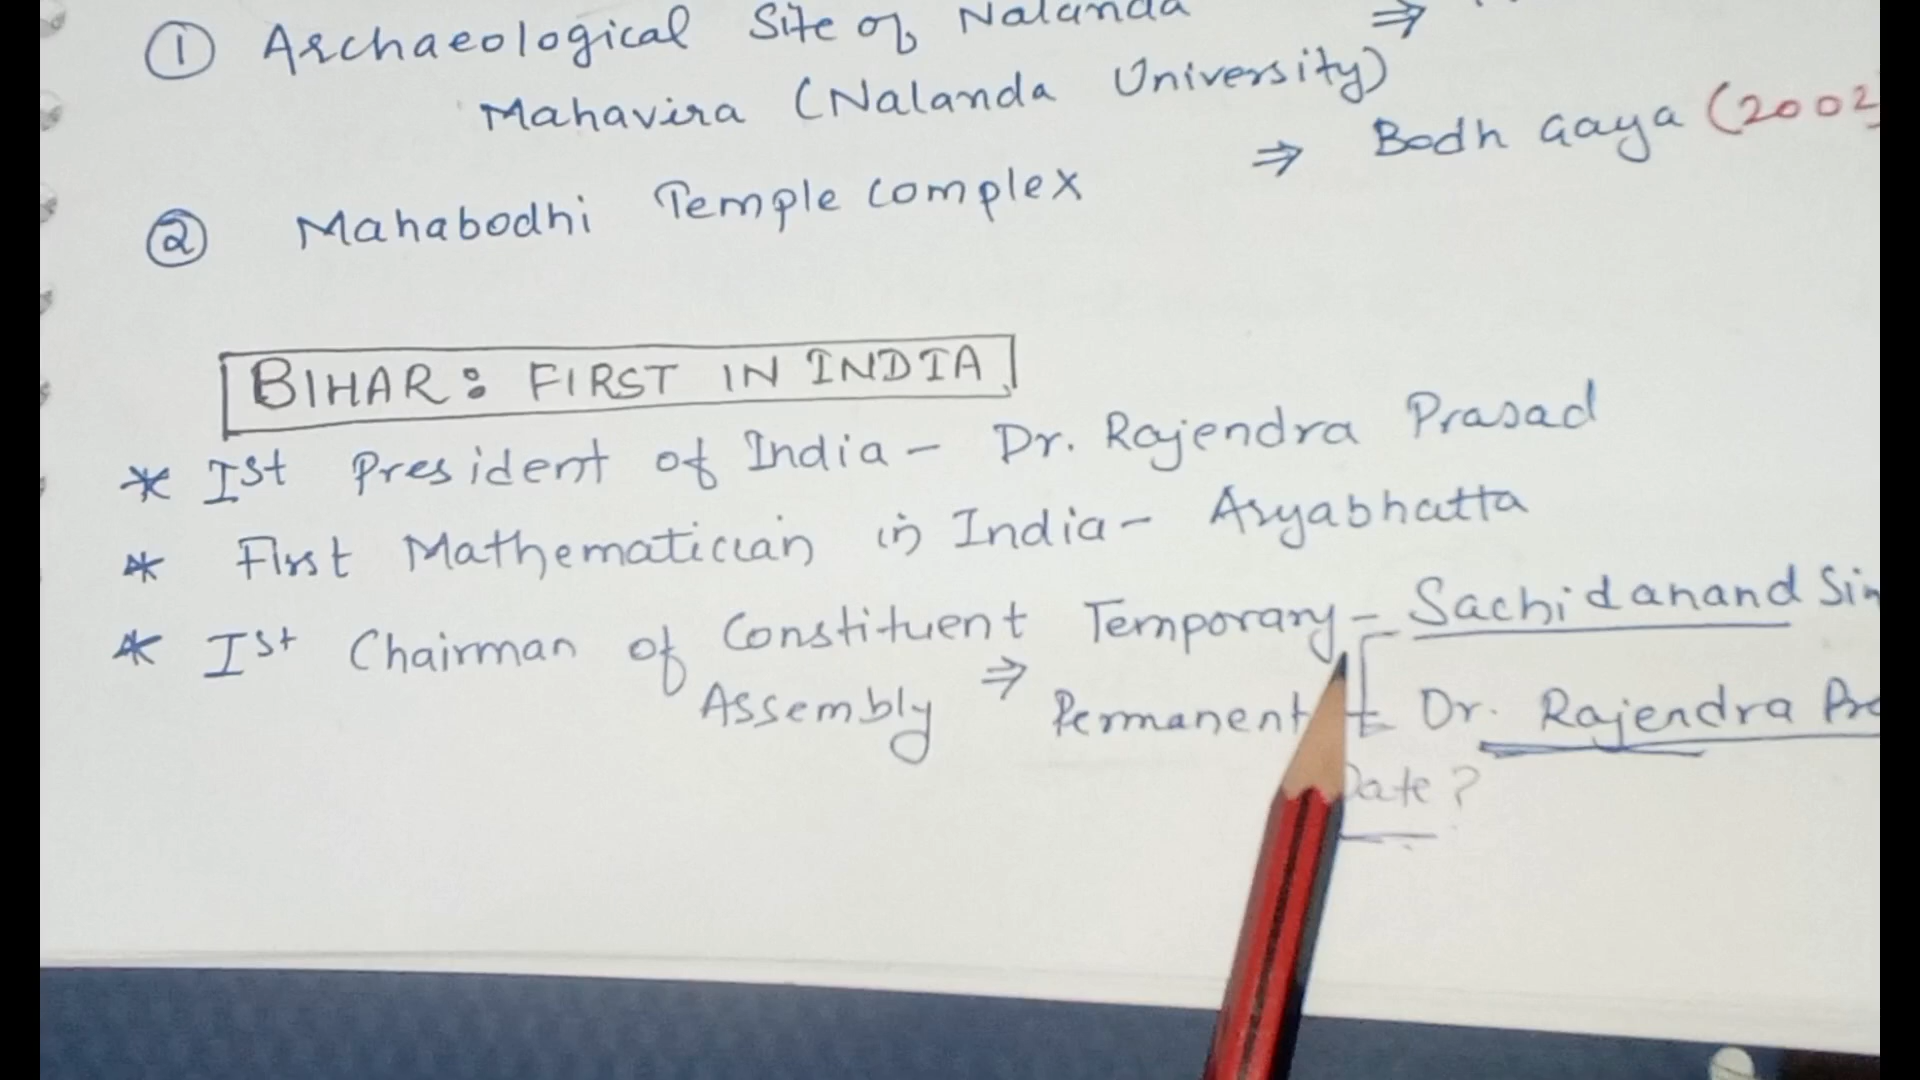 ① Archaeological Site of Nalanda ⇒
Mahavira (Nalanda University)
② Mahabodhi Temple complex ⇒ Bodh Gaya (2002
BIHAR: FIRST IN INDIA
* Ist President of India - Dr. Rajendra Prasad
* First Mathematician in India - Aryabhatta
* Ist Chairman of Constituent Temporary - Sachidanand Sin
Assembly ⇒ Permanent - Dr. Rajendra Pra
Date?